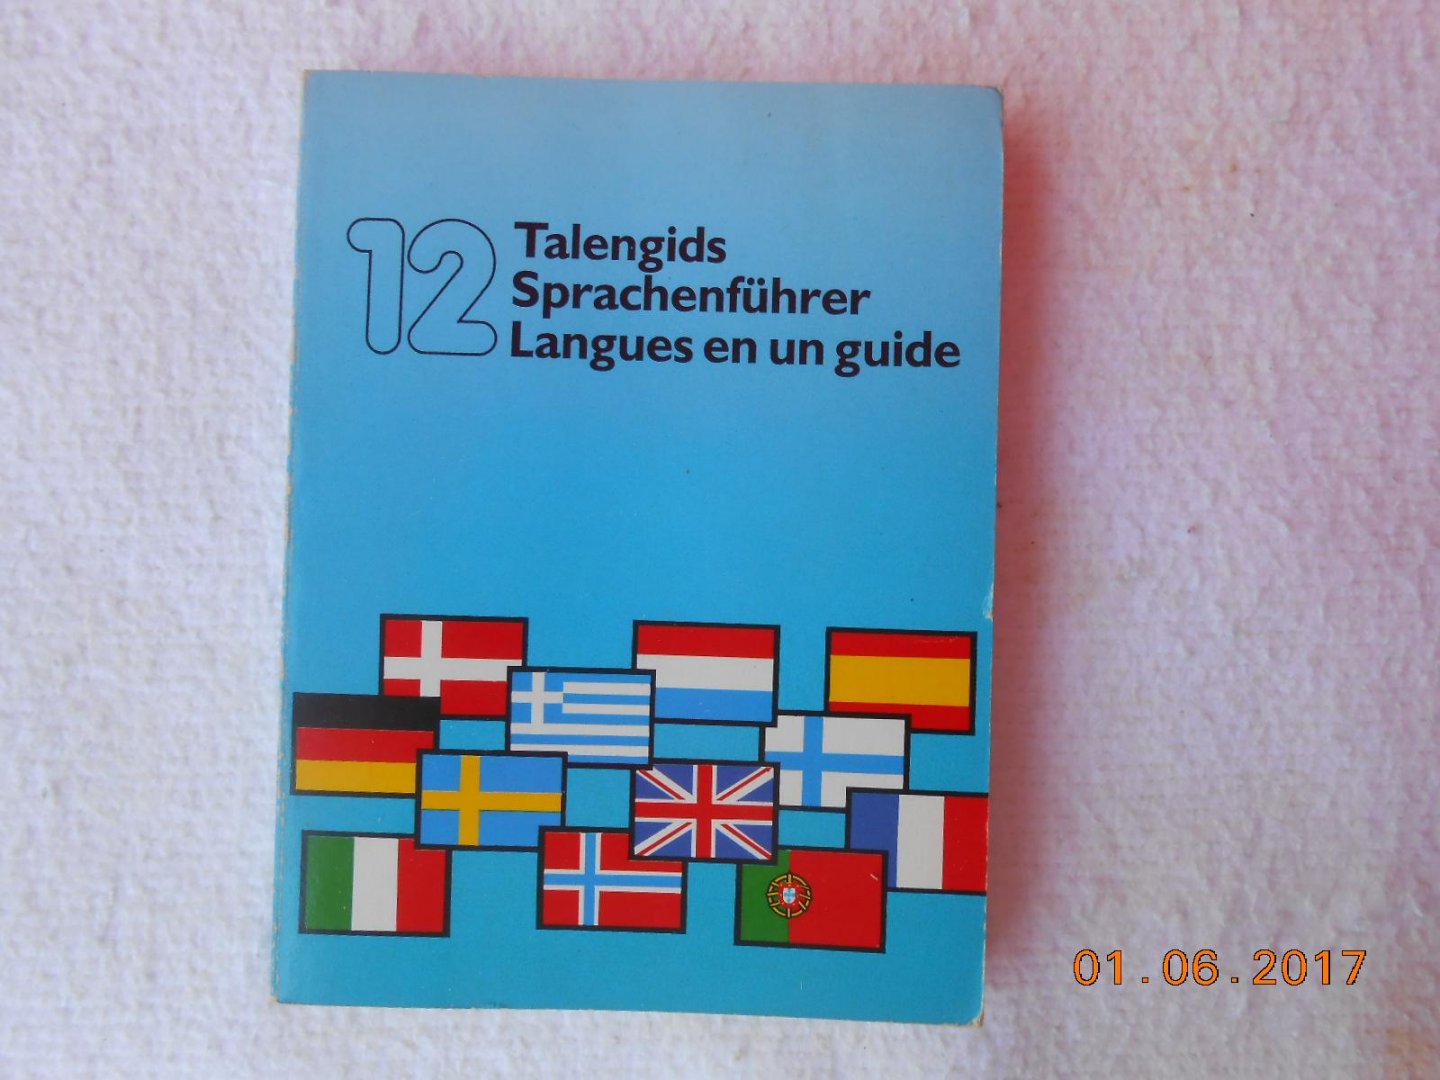 12 Talengids
Sprachenführer
Langues en un guide
01.06.2017